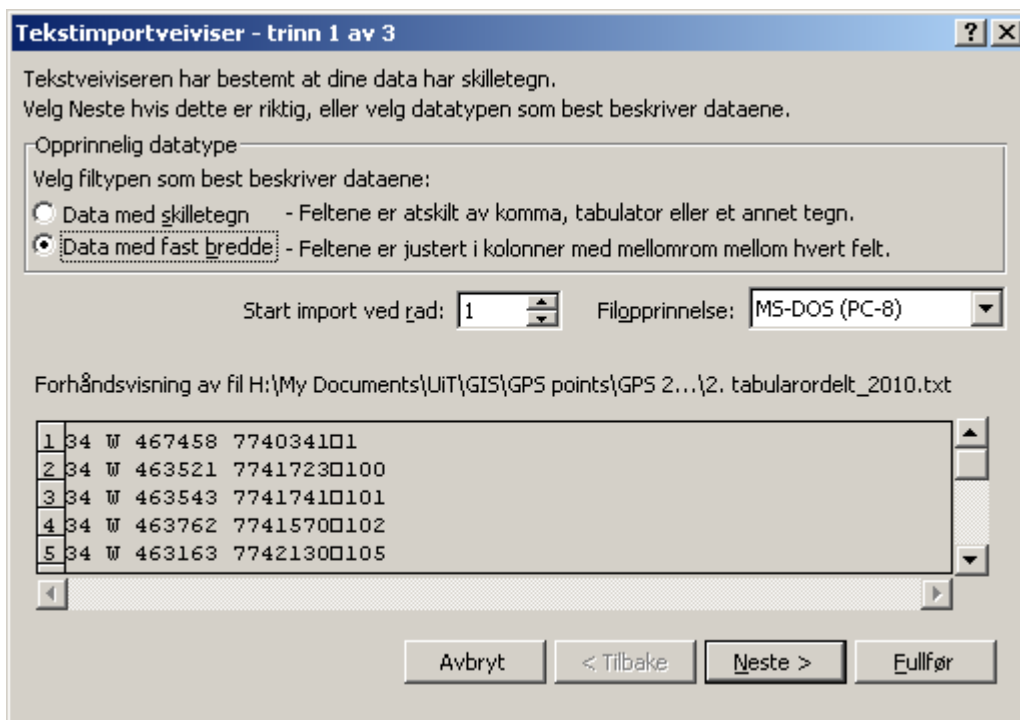 Tekstimportveiviser - trinn 1 av 3
Tekstveiviseren har bestemt at dine data har skilletegn.
Velg Neste hvis dette er riktig, eller velg datatypen som best beskriver dataene.
Opprinnelig datatype
Velg filtypen som best beskriver dataene:
Data med skilletegn - Feltene er atskilt av komma, tabulator eller et annet tegn.
Data med fast bredde - Feltene er justert i kolonner med mellomrom mellom hvert felt.
Start import ved rad: 1 Filopprinnelse: MS-DOS (PC-8)
Forhåndsvisning av fil H:\My Documents\UiT\GIS\GPS points\GPS 2...\2. tabularordelt_2010.txt
1 34 W 467458 7740341□1
2 34 W 463521 7741723□100
3 34 W 463543 7741741□101
4 34 W 463762 7741570□102
5 34 W 463163 7742130□105
Avbryt < Tilbake Neste > Fullfør